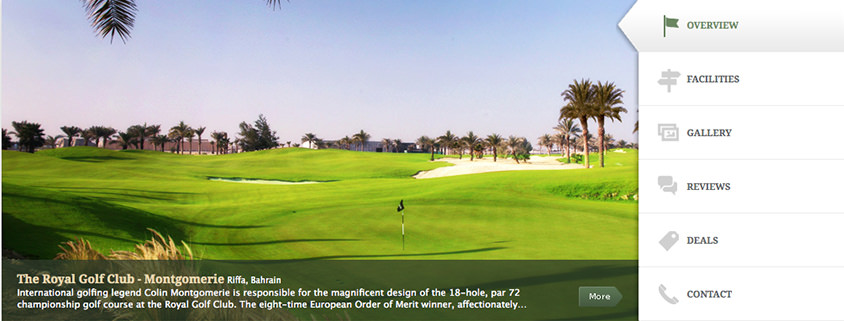 The Royal Golf Club - Montgomerie Riffa, Bahrain
International golfing legend Colin Montgomerie is responsible for the magnificent design of the 18-hole, par 72
championship golf course at the Royal Golf Club. The eight-time European Order of Merit winner, affectionately...
More
OVERVIEW
FACILITIES
GALLERY
REVIEWS
DEALS
CONTACT